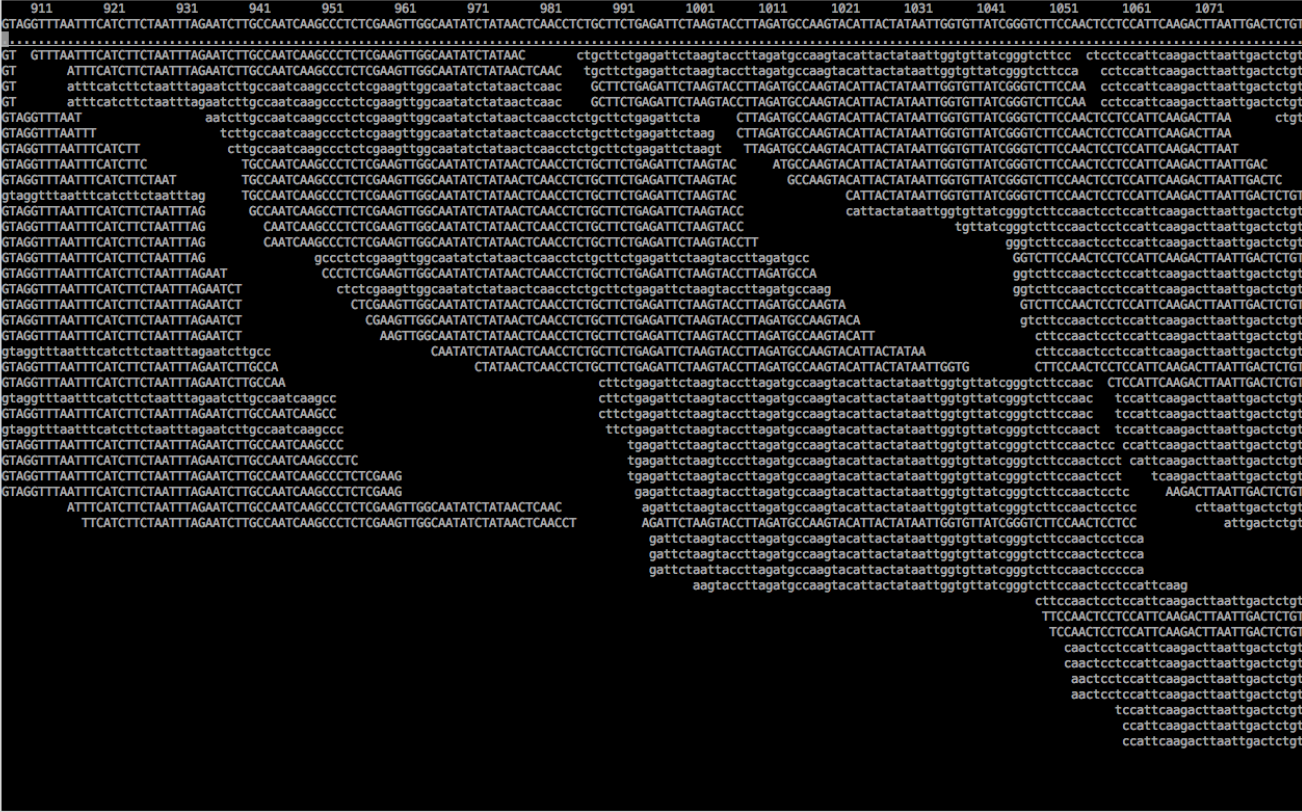 911 921 931 941 951 961 971 981 991 1001 1011 1021 1031 1041 1051 1061 1071
GTAGGTTTAATTTCATCTTCTAATTTAGAATCTTGCCAATCAAGCCCTCTCGAAGTTGGCAATATCTATAACTCAACCTCTGCTTCTGAGATTCTAAGTACCTTAGATGCCAAGTACATTACTATAATTGGTGTTATCGGGTCTTCCAACTCCTCCATTCAAGACTTAATTGACTCTGT
..................................................................................................................................................................................
GT GTTTAATTTCATCTTCTAATTTAGAATCTTGCCAATCAAGCCCTCTCGAAGTTGGCAATATCTATAAC ctgcttctgagattctaagtaccttagatgccaagtacattactataattggtgttatcgggtcttcc ctcctccattcaagacttaattgactctgt
GT ATTTCATCTTCTAATTTAGAATCTTGCCAATCAAGCCCTCTCGAAGTTGGCAATATCTATAACTCAAC tgcttctgagattctaagtaccttagatgccaagtacattactataattggtgttatcgggtcttcca cctccattcaagacttaattgactctgt
GT atttcatcttctaatttagaatcttgccaatcaagccctctcgaagttggcaatatctataactcaac GCTTCTGAGATTCTAAGTACCTTAGATGCCAAGTACATTACTATAATTGGTGTTATCGGGTCTTCCAA cctccattcaagacttaattgactctgt
GT atttcatcttctaatttagaatcttgccaatcaagccctctcgaagttggcaatatctataactcaac GCTTCTGAGATTCTAAGTACCTTAGATGCCAAGTACATTACTATAATTGGTGTTATCGGGTCTTCCAA cctccattcaagacttaattgactctgt
GTAGGTTTAAT aatcttgccaatcaagccctctcgaagttggcaatatctataactcaacctctgcttctgagattcta CTTAGATGCCAAGTACATTACTATAATTGGTGTTATCGGGTCTTCCAACTCCTCCATTCAAGACTTAA ctgt
GTAGGTTTAATTT tcttgccaatcaagccctctcgaagttggcaatatctataactcaacctctgcttctgagattctaag CTTAGATGCCAAGTACATTACTATAATTGGTGTTATCGGGTCTTCCAACTCCTCCATTCAAGACTTAA
GTAGGTTTAATTTCATCTT cttgccaatcaagccctctcgaagttggcaatatctataactcaacctctgcttctgagattctaagt TTAGATGCCAAGTACATTACTATAATTGGTGTTATCGGGTCTTCCAACTCCTCCATTCAAGACTTAAT
GTAGGTTTAATTTCATCTTC TGCCAATCAAGCCCTCTCGAAGTTGGCAATATCTATAACTCAACCTCTGCTTCTGAGATTCTAAGTAC ATGCCAAGTACATTACTATAATTGGTGTTATCGGGTCTTCCAACTCCTCCATTCAAGACTTAATTGAC
GTAGGTTTAATTTCATCTTCTAAT TGCCAATCAAGCCCTCTCGAAGTTGGCAATATCTATAACTCAACCTCTGCTTCTGAGATTCTAAGTAC GCCAAGTACATTACTATAATTGGTGTTATCGGGTCTTCCAACTCCTCCATTCAAGACTTAATTGACTC
gtaggtttaatttcatcttctaatttag TGCCAATCAAGCCCTCTCGAAGTTGGCAATATCTATAACTCAACCTCTGCTTCTGAGATTCTAAGTAC CATTACTATAATTGGTGTTATCGGGTCTTCCAACTCCTCCATTCAAGACTTAATTGACTCTGT
GTAGGTTTAATTTCATCTTCTAATTTAG GCCAATCAAGCCTTCTCGAAGTTGGCAATATCTATAACTCAACCTCTGCTTCTGAGATTCTAAGTACC cattactataattggtgttatcgggtcttccaactcctccattcaagacttaattgactctgt
GTAGGTTTAATTTCATCTTCTAATTTAG CAATCAAGCCCTCTCGAAGTTGGCAATATCTATAACTCAACCTCTGCTTCTGAGATTCTAAGTACC tgttatcgggtcttccaactcctccattcaagacttaattgactctgt
GTAGGTTTAATTTCATCTTCTAATTTAG CAATCAAGCCCTCTCGAAGTTGGCAATATCTATAACTCAACCTCTGCTTCTGAGATTCTAAGTACCTT gggtcttccaactcctccattcaagacttaattgactctgt
GTAGGTTTAATTTCATCTTCTAATTTAG gccctctcgaagttggcaatatctataactcaacctctgcttctgagattctaagtaccttagatgcc GGTCTTCCAACTCCTCCATTCAAGACTTAATTGACTCTGT
GTAGGTTTAATTTCATCTTCTAATTTAGAAT CCCTCTCGAAGTTGGCAATATCTATAACTCAACCTCTGCTTCTGAGATTCTAAGTACCTTAGATGCCA ggtcttccaactcctccattcaagacttaattgactctgt
GTAGGTTTAATTTCATCTTCTAATTTAGAATCT ctctcgaagttggcaatatctataactcaacctctgcttctgagattctaagtaccttagatgccaag ggtcttccaactcctccattcaagacttaattgactctgt
GTAGGTTTAATTTCATCTTCTAATTTAGAATCT CTCGAAGTTGGCAATATCTATAACTCAACCTCTGCTTCTGAGATTCTAAGTACCTTAGATGCCAAGTA GTCTTCCAACTCCTCCATTCAAGACTTAATTGACTCTGT
GTAGGTTTAATTTCATCTTCTAATTTAGAATCT CGAAGTTGGCAATATCTATAACTCAACCTCTGCTTCTGAGATTCTAAGTACCTTAGATGCCAAGTACA gtcttccaactcctccattcaagacttaattgactctgt
GTAGGTTTAATTTCATCTTCTAATTTAGAATCT AAGTTGGCAATATCTATAACTCAACCTCTGCTTCTGAGATTCTAAGTACCTTAGATGCCAAGTACATT cttccaactcctccattcaagacttaattgactctgt
gtaggtttaatttcatcttctaatttagaatcttgcc CAATATCTATAACTCAACCTCTGCTTCTGAGATTCTAAGTACCTTAGATGCCAAGTACATTACTATAA cttccaactcctccattcaagacttaattgactctgt
GTAGGTTTAATTTCATCTTCTAATTTAGAATCTTGCCA CTATAACTCAACCTCTGCTTCTGAGATTCTAAGTACCTTAGATGCCAAGTACATTACTATAATTGGTG CTTCCAACTCCTCCATTCAAGACTTAATTGACTCTGT
GTAGGTTTAATTTCATCTTCTAATTTAGAATCTTGCCAA cttctgagattctaagtaccttagatgccaagtacattactataattggtgttatcgggtcttccaac CTCCATTCAAGACTTAATTGACTCTGT
gtaggtttaatttcatcttctaatttagaatcttgccaatcaagcc cttctgagattctaagtaccttagatgccaagtacattactataattggtgttatcgggtcttccaac tccattcaagacttaattgactctgt
GTAGGTTTAATTTCATCTTCTAATTTAGAATCTTGCCAATCAAGCC cttctgagattctaagtaccttagatgccaagtacattactataattggtgttatcgggtcttccaac tccattcaagacttaattgactctgt
gtaggtttaatttcatcttctaatttagaatcttgccaatcaagccc ttctgagattctaagtaccttagatgccaagtacattactataattggtgttatcgggtcttccaact tccattcaagacttaattgactctgt
GTAGGTTTAATTTCATCTTCTAATTTAGAATCTTGCCAATCAAGCCC tgagattctaagtaccttagatgccaagtacattactataattggtgttatcgggtcttccaactcc ccattcaagacttaattgactctgt
GTAGGTTTAATTTCATCTTCTAATTTAGAATCTTGCCAATCAAGCCCTC tgagattctaagtcccttagatgccaagtacattactataattggtgttatcgggtcttccaactcct cattcaagacttaattgactctgt
GTAGGTTTAATTTCATCTTCTAATTTAGAATCTTGCCAATCAAGCCCTCTCGAAG tgagattctaagtaccttagatgccaagtacattactataattggtgttatcgggtcttccaactcct tcaagacttaattgactctgt
GTAGGTTTAATTTCATCTTCTAATTTAGAATCTTGCCAATCAAGCCCTCTCGAAG gagattctaagtaccttagatgccaagtacattactataattggtgttatcgggtcttccaactcctc AAGACTTAATTGACTCTGT
ATTTCATCTTCTAATTTAGAATCTTGCCAATCAAGCCCTCTCGAAGTTGGCAATATCTATAACTCAAC agattctaagtaccttagatgccaagtacattactataattggtgttatcgggtcttccaactcctcc cttaattgactctgt
TTCATCTTCTAATTTAGAATCTTGCCAATCAAGCCCTCTCGAAGTTGGCAATATCTATAACTCAACCT AGATTCTAAGTACCTTAGATGCCAAGTACATTACTATAATTGGTGTTATCGGGTCTTCCAACTCCTCC attgactctgt
gattctaagtaccttagatgccaagtacattactataattggtgttatcgggtcttccaactcctcca
gattctaagtaccttagatgccaagtacattactataattggtgttatcgggtcttccaactcctcca
gattctaattaccttagatgccaagtacattactataattggtgttatcgggtcttccaactccccca
aagtaccttagatgccaagtacattactataattggtgttatcgggtcttccaactcctccattcaag
cttccaactcctccattcaagacttaattgactctgt
TTCCAACTCCTCCATTCAAGACTTAATTGACTCTGT
TCCAACTCCTCCATTCAAGACTTAATTGACTCTGT
caactcctccattcaagacttaattgactctgt
caactcctccattcaagacttaattgactctgt
aactcctccattcaagacttaattgactctgt
aactcctccattcaagacttaattgactctgt
tccattcaagacttaattgactctgt
ccattcaagacttaattgactctgt
ccattcaagacttaattgactctgt